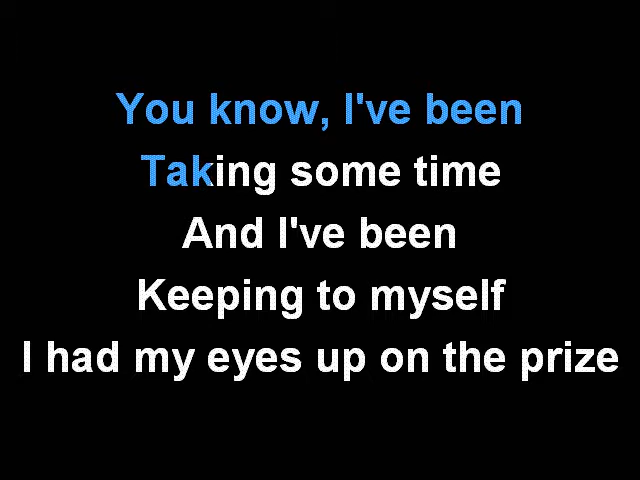 You know, I've been
Taking some time
And I've been
Keeping to myself
I had my eyes up on the prize